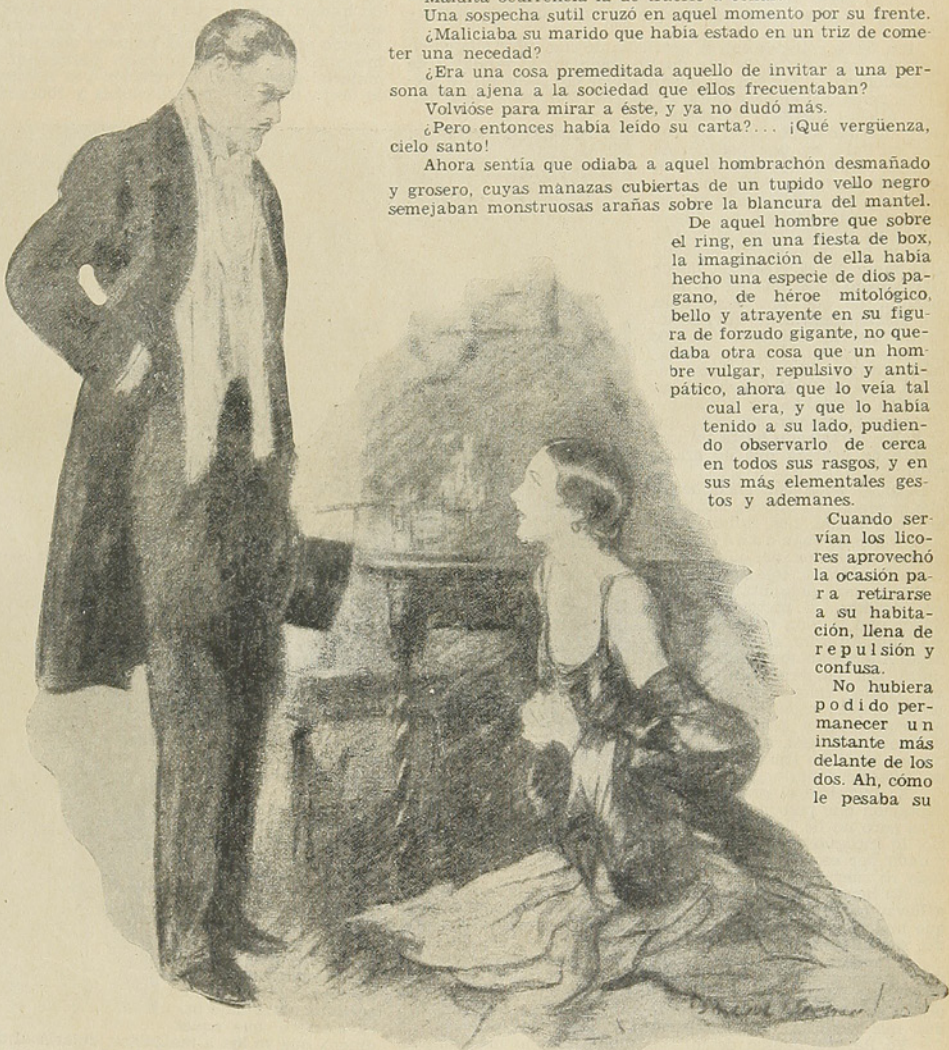 Una sospecha sutil cruzó en aquel momento por su frente.
¿Maliciaba su marido que había estado en un triz de come-
ter una necedad?
¿Era una cosa premeditada aquello de invitar a una per-
sona tan ajena a la sociedad que ellos frecuentaban?
Volvióse para mirar a éste, y ya no dudó más.
¿Pero entonces había leído su carta?... ¡Qué vergüenza,
cielo santo!
Ahora sentía que odiaba a aquel hombrachón desmañado
y grosero, cuyas manazas cubiertas de un tupido vello negro
semejaban monstruosas arañas sobre la blancura del mantel.
De aquel hombre que sobre
el ring, en una fiesta de box,
la imaginación de ella había
hecho una especie de dios pa-
gano, de héroe mitológico,
bello y atrayente en su figu-
ra de forzudo gigante, no que-
daba otra cosa que un hom-
bre vulgar, repulsivo y anti-
pático, ahora que lo veía tal
cual era, y que lo había
tenido a su lado, pudien-
do observarlo de cerca
en todos sus rasgos, y en
sus más elementales ges-
tos y ademanes.
Cuando ser-
vían los lico-
res aprovechó
la ocasión pa-
ra retirarse
a su habita-
ción, llena de
repulsión y
confusa.
No hubiera
podido per-
manecer un
instante más
delante de los
dos. Ah, cómo
le pesaba su